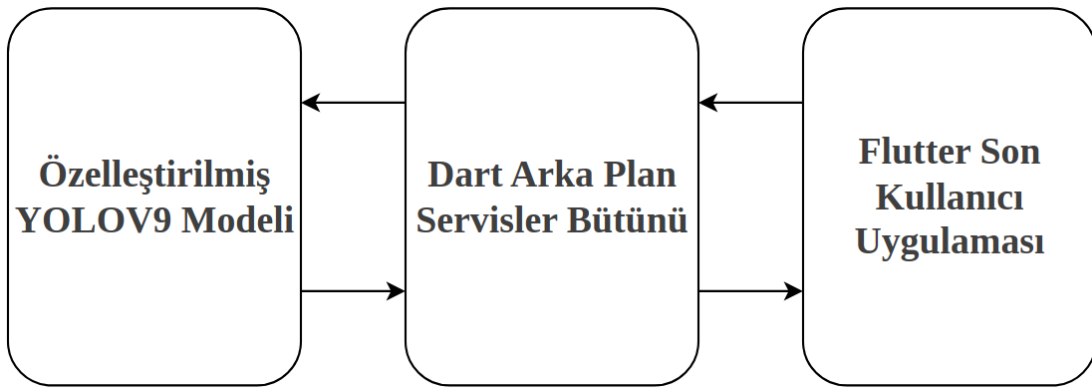 Özelleştirilmiş
YOLOV9 Modeli
Dart Arka Plan
Servisler Bütünü
Flutter Son
Kullanıcı
Uygulaması